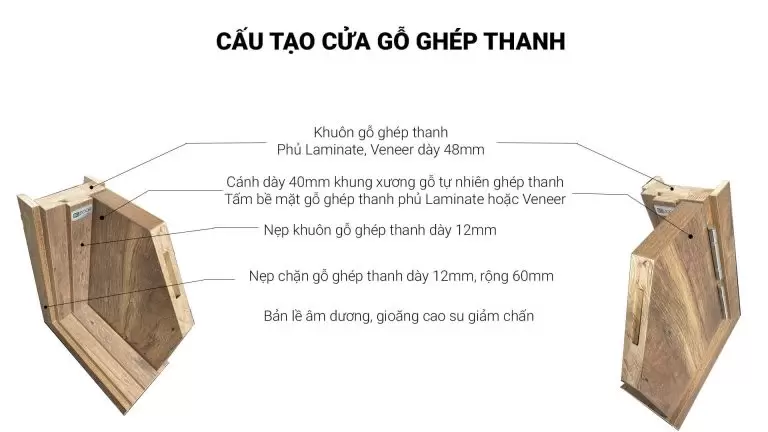 CẤU TẠO CỬA GỖ GHÉP THANH
Khuôn gỗ ghép thanh
Phủ Laminate, Veneer dày 48mm
Cánh dày 40mm khung xương gỗ tự nhiên ghép thanh
Tấm bề mặt gỗ ghép thanh phủ Laminate hoặc Veneer
Nẹp khuôn gỗ ghép thanh dày 12mm
Nẹp chặn gỗ ghép thanh dày 12mm, rộng 60mm
Bản lề âm dương, gioăng cao su giảm chấn